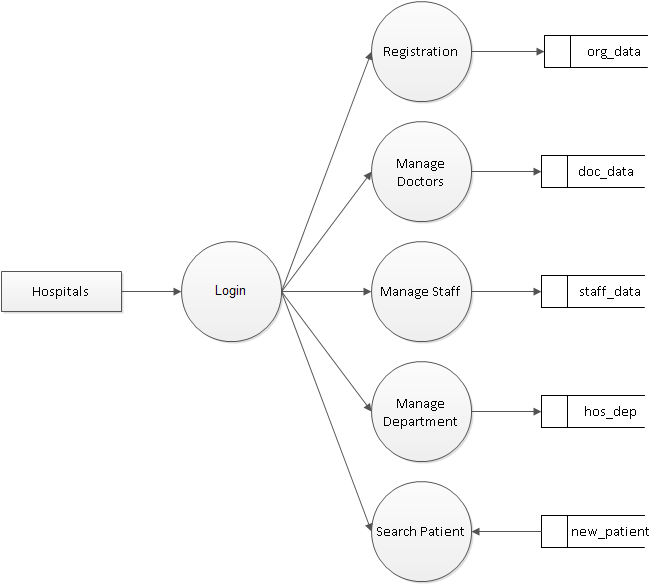 Registration
org_data
Manage
Doctors
doc_data
Hospitals
Login
Manage Staff
staff_data
Manage
Department
hos_dep
Search Patient
new_patient